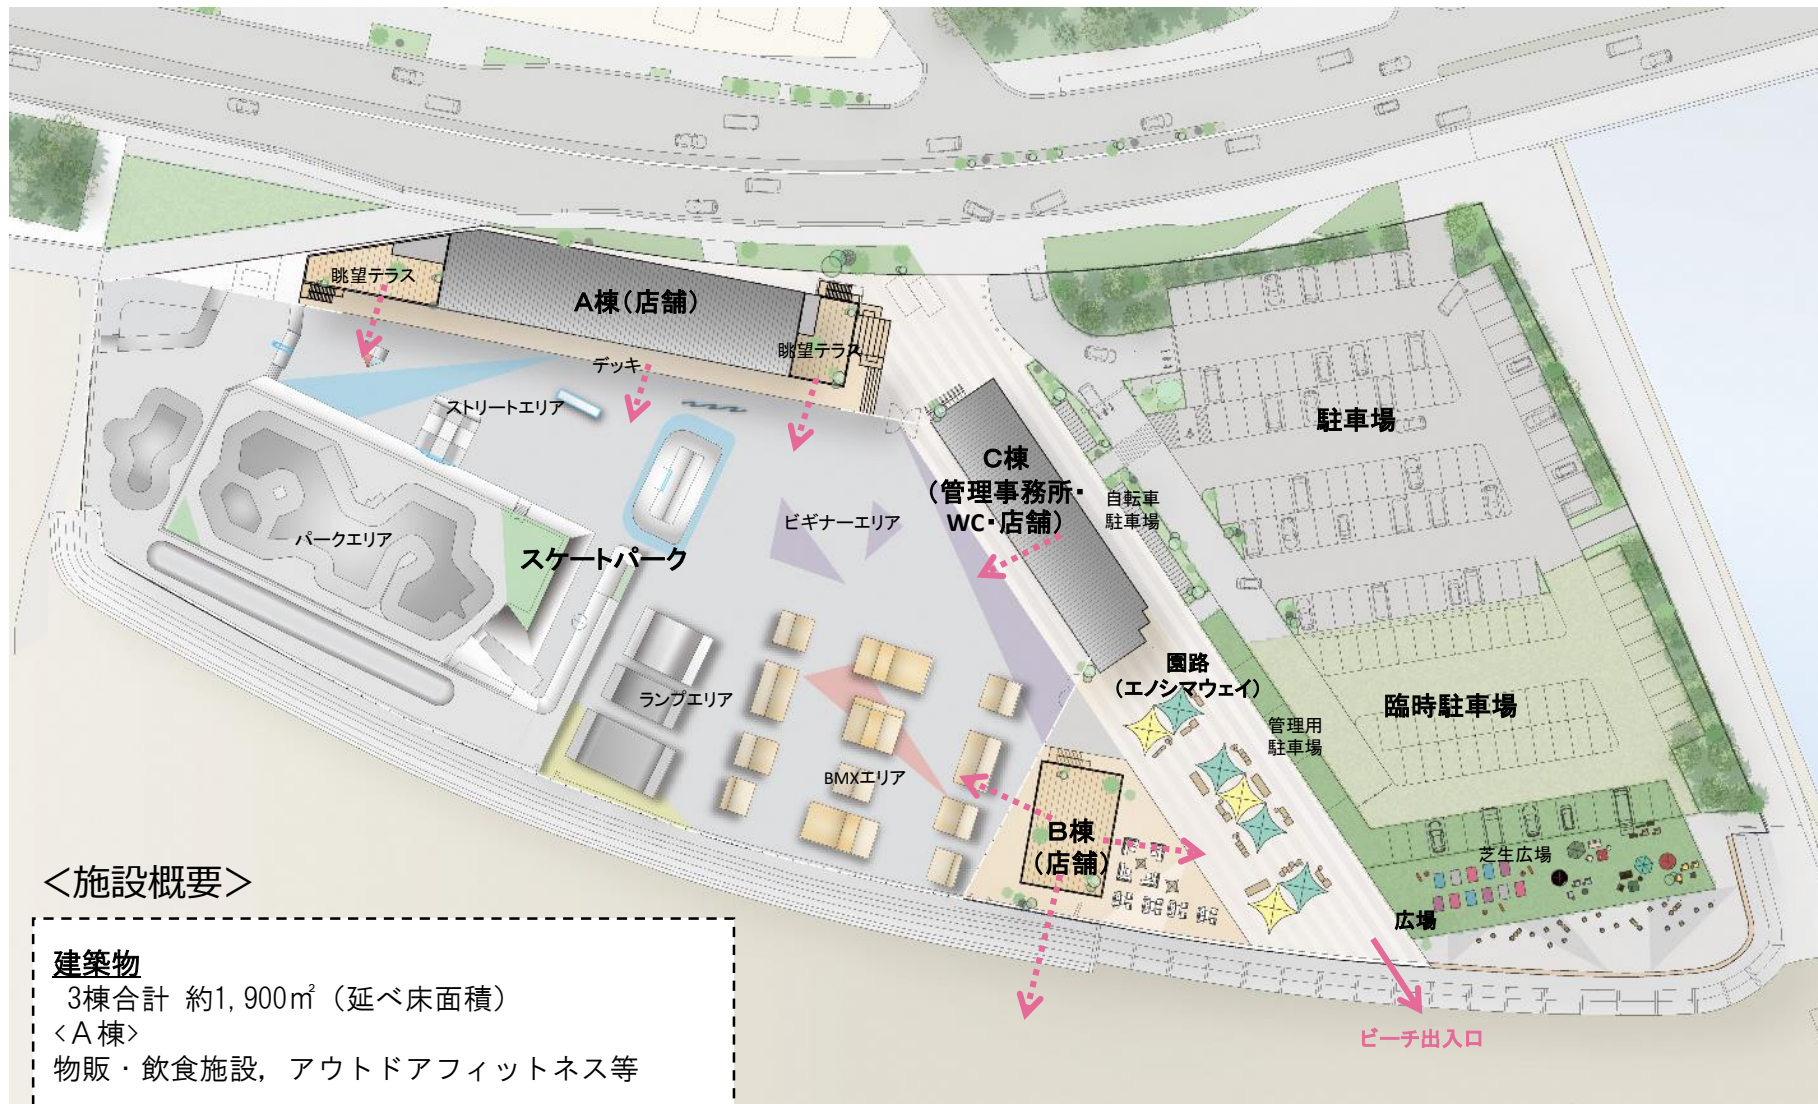 眺望テラス
A棟(店舗)
眺望テラス
デッキ
ストリートエリア
駐車場
C棟
(管理事務所・
WC・店舗)
自転車
駐車場
ビギナーエリア
パークエリア
スケートパーク
園路
(エノシマウェイ)
ランプエリア
臨時駐車場
管理用
駐車場
BMXエリア
B棟
(店舗)
芝生広場
広場
ビーチ出入口
<施設概要>
建築物
3棟合計 約1,900㎡(延べ床面積)
<A棟>
物販・飲食施設, アウトドアフィットネス等